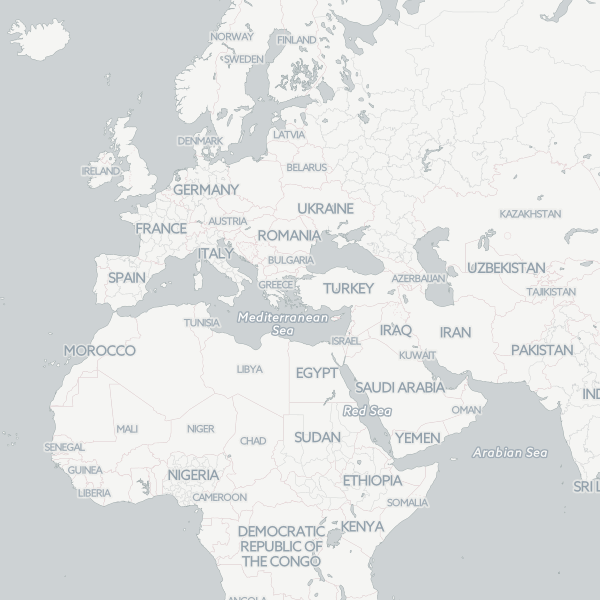 NORWAY
FINLAND
SWEDEN
LATVIA
DENMARK
IRELAND
BELARUS
GERMANY
UKRAINE
KAZAKHSTAN
AUSTRIA
FRANCE
ROMANIA
ITALY
BULGARIA
UZBEKISTAN
SPAIN
AZERBAIJAN
GREECE
TURKEY
TAJIKISTAN
Mediterranean
Sea
TUNISIA
IRAQ
IRAN
ISRAEL
MOROCCO
KUWAIT
PAKISTAN
LIBYA
EGYPT
SAUDI ARABIA
IND
Red Sea
OMAN
MALI
NIGER
CHAD
SUDAN
YEMEN
SENEGAL
Arabian Sea
GUINEA
NIGERIA
ETHIOPIA
SRI L
LIBERIA
CAMEROON
SOMALIA
KENYA
DEMOCRATIC
REPUBLIC OF
THE CONGO
ANGOLA